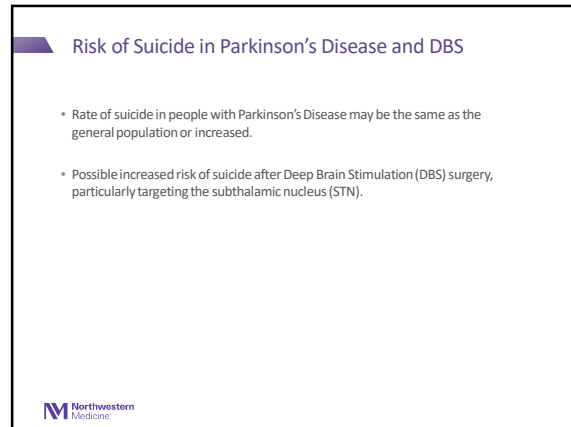 Risk of Suicide in Parkinson's Disease and DBS
• Rate of suicide in people with Parkinson's Disease may be the same as the
general population or increased.
• Possible increased risk of suicide after Deep Brain Stimulation (DBS) surgery,
particularly targeting the subthalamic nucleus (STN).
NM Northwestern
Medicine